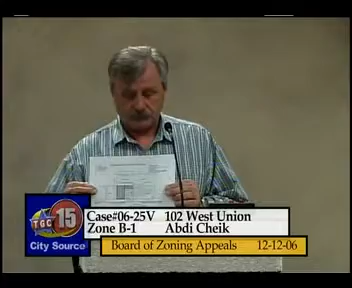 Case#06-25V 102 West Union
Zone B-1 Abdi Cheik
TGC 15
City Source
Board of Zoning Appeals 12-12-06